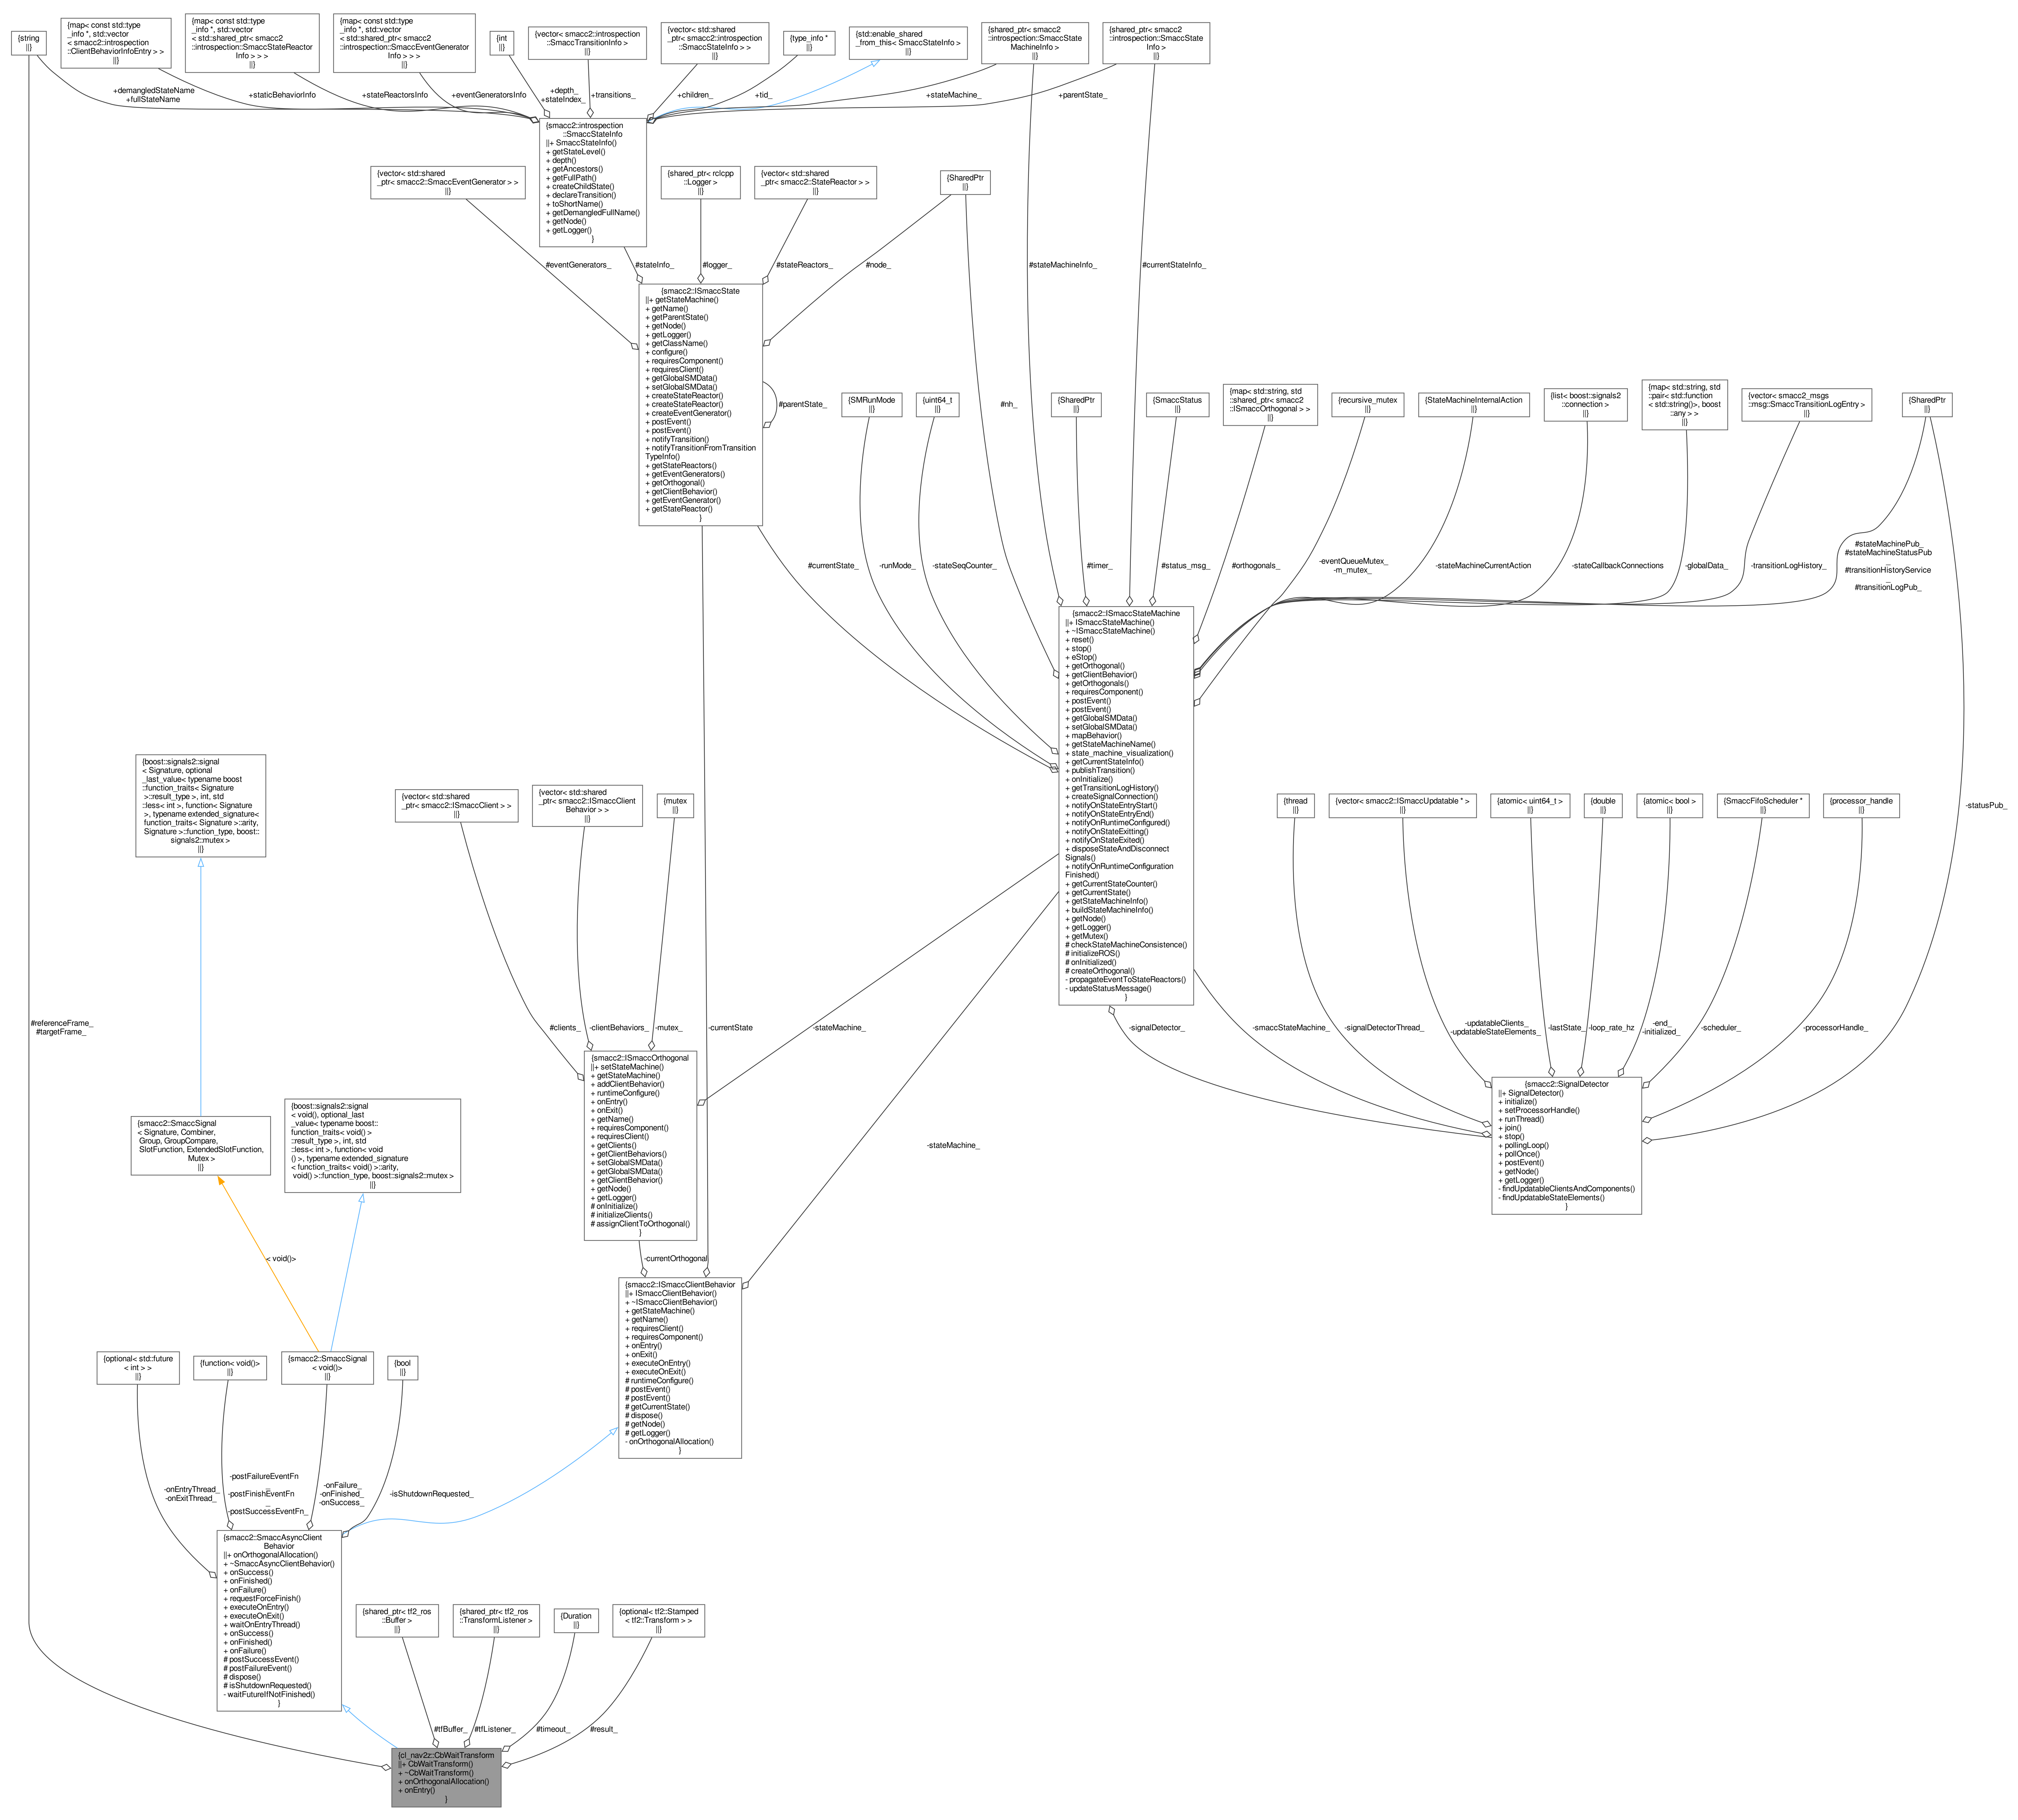 {string
||}
{map< const std::type
_info *, std::vector
< smacc2::introspection
::ClientBehaviorInfoEntry > >
||}
{map< const std::type
_info *, std::vector
< std::shared_ptr< smacc2
::introspection::SmaccStateReactor
Info > > >
||}
{map< const std::type
_info *, std::vector
< std::shared_ptr< smacc2
::introspection::SmaccEventGenerator
Info > > >
||}
{int
||}
{vector< smacc2::introspection
::SmaccTransitionInfo >
||}
{vector< std::shared
_ptr< smacc2::introspection
::SmaccStateInfo > >
||}
{type_info *
||}
{std::enable_shared
_from_this< SmaccStateInfo >
||}
{shared_ptr< smacc2
::introspection::SmaccState
MachineInfo >
||}
{shared_ptr< smacc2
::introspection::SmaccState
Info >
||}
+demangledStateName
+fullStateName
+staticBehaviorInfo
+stateReactorsInfo
+eventGeneratorsInfo
+depth_
+stateIndex_
+transitions_
+children_
+tid_
+stateMachine_
+parentState_
{smacc2::introspection
::SmaccStateInfo
||+ SmaccStateInfo()
+ getStateLevel()
+ depth()
+ getAncestors()
+ getFullPath()
+ createChildState()
+ declareTransition()
+ toShortName()
+ getDemangledFullName()
+ getNode()
+ getLogger()
}
{vector< std::shared
_ptr< smacc2::SmaccEventGenerator > >
||}
{shared_ptr< rclcpp
::Logger >
||}
{vector< std::shared
_ptr< smacc2::StateReactor > >
||}
{SharedPtr
||}
#eventGenerators_
#stateInfo_
#logger_
#stateReactors_
#node_
#stateMachineInfo_
#currentStateInfo_
{smacc2::ISmaccState
||+ getStateMachine()
+ getName()
+ getParentState()
+ getNode()
+ getLogger()
+ getClassName()
+ configure()
+ requiresComponent()
+ requiresClient()
+ getGlobalSMData()
+ setGlobalSMData()
+ createStateReactor()
+ createStateReactor()
+ createEventGenerator()
+ postEvent()
+ postEvent()
+ notifyTransition()
+ notifyTransitionFromTransition
TypeInfo()
+ getStateReactors()
+ getEventGenerators()
+ getOrthogonal()
+ getClientBehavior()
+ getEventGenerator()
+ getStateReactor()
}
#parentState_
{SMRunMode
||}
{uint64_t
||}
#nh_
{SharedPtr
||}
{SmaccStatus
||}
{map< std::string, std
::shared_ptr< smacc2
::ISmaccOrthogonal > >
||}
{recursive_mutex
||}
{StateMachineInternalAction
||}
{list< boost::signals2
::connection >
||}
{map< std::string, std
::pair< std::function
< std::string()>, boost
::any > >
||}
{vector< smacc2_msgs
::msg::SmaccTransitionLogEntry >
||}
{SharedPtr
||}
#currentState_
-runMode_
-stateSeqCounter_
#timer_
#status_msg_
#orthogonals_
-eventQueueMutex_
-m_mutex_
-stateMachineCurrentAction
-stateCallbackConnections
-globalData_
-transitionLogHistory_
#stateMachinePub_
#stateMachineStatusPub
_
#transitionHistoryService
_
#transitionLogPub_
{smacc2::ISmaccStateMachine
||+ ISmaccStateMachine()
+ ~ISmaccStateMachine()
+ reset()
+ stop()
+ eStop()
+ getOrthogonal()
+ getClientBehavior()
+ getOrthogonals()
+ requiresComponent()
+ postEvent()
+ postEvent()
+ getGlobalSMData()
+ setGlobalSMData()
+ mapBehavior()
+ getStateMachineName()
+ state_machine_visualization()
+ getCurrentStateInfo()
+ publishTransition()
+ onInitialize()
+ getTransitionLogHistory()
+ createSignalConnection()
+ notifyOnStateEntryStart()
+ notifyOnStateEntryEnd()
+ notifyOnRuntimeConfigured()
+ notifyOnStateExitting()
+ notifyOnStateExited()
+ disposeStateAndDisconnect
Signals()
+ notifyOnRuntimeConfiguration
Finished()
+ getCurrentStateCounter()
+ getCurrentState()
+ getStateMachineInfo()
+ buildStateMachineInfo()
+ getNode()
+ getLogger()
+ getMutex()
# checkStateMachineConsistence()
# initializeROS()
# onInitialized()
# createOrthogonal()
- propagateEventToStateReactors()
- updateStatusMessage()
}
{boost::signals2::signal
< Signature, optional
_last_value< typename boost
::function_traits< Signature
>::result_type >, int, std
::less< int >, function< Signature
>, typename extended_signature<
function_traits< Signature >::arity,
Signature >::function_type, boost::
signals2::mutex >
||}
{vector< std::shared
_ptr< smacc2::ISmaccClient > >
||}
{vector< std::shared
_ptr< smacc2::ISmaccClient
Behavior > >
||}
{mutex
||}
{thread
||}
{vector< smacc2::ISmaccUpdatable * >
||}
{atomic< uint64_t >
||}
{double
||}
{atomic< bool >
||}
{SmaccFifoScheduler *
||}
{processor_handle
||}
-statusPub_
#referenceFrame_
#targetFrame_
#clients_
-clientBehaviors_
-mutex_
-currentState
-stateMachine_
-signalDetector_
-smaccStateMachine_
-signalDetectorThread_
-updatableClients_
-updatableStateElements_
-lastState_
-loop_rate_hz
-end_
-initialized_
-scheduler_
-processorHandle_
{smacc2::ISmaccOrthogonal
||+ setStateMachine()
+ getStateMachine()
+ addClientBehavior()
+ runtimeConfigure()
+ onEntry()
+ onExit()
+ getName()
+ requiresComponent()
+ requiresClient()
+ getClients()
+ getClientBehaviors()
+ setGlobalSMData()
+ getGlobalSMData()
+ getClientBehavior()
+ getNode()
+ getLogger()
# onInitialize()
# initializeClients()
# assignClientToOrthogonal()
}
{smacc2::SignalDetector
||+ SignalDetector()
+ initialize()
+ setProcessorHandle()
+ runThread()
+ join()
+ stop()
+ pollingLoop()
+ pollOnce()
+ postEvent()
+ getNode()
+ getLogger()
- findUpdatableClientsAndComponents()
- findUpdatableStateElements()
}
{smacc2::SmaccSignal
< Signature, Combiner,
Group, GroupCompare,
SlotFunction, ExtendedSlotFunction,
Mutex >
||}
{boost::signals2::signal
< void(), optional_last
_value< typename boost::
function_traits< void() >
::result_type >, int, std
::less< int >, function< void
() >, typename extended_signature
< function_traits< void() >::arity,
void() >::function_type, boost::signals2::mutex >
||}
-stateMachine_
< void()>
-currentOrthogonal
{smacc2::ISmaccClientBehavior
||+ ISmaccClientBehavior()
+ ~ISmaccClientBehavior()
+ getStateMachine()
+ getName()
+ requiresClient()
+ requiresComponent()
+ onEntry()
+ onExit()
+ executeOnEntry()
+ executeOnExit()
# runtimeConfigure()
# postEvent()
# postEvent()
# getCurrentState()
# dispose()
# getNode()
# getLogger()
- onOrthogonalAllocation()
}
{optional< std::future
< int > >
||}
{function< void()>
||}
{smacc2::SmaccSignal
< void()>
||}
{bool
||}
-onEntryThread_
-onExitThread_
-postFailureEventFn
_
-postFinishEventFn
_
-postSuccessEventFn_
-onFailure_
-onFinished_
-onSuccess_
-isShutdownRequested_
{smacc2::SmaccAsyncClient
Behavior
||+ onOrthogonalAllocation()
+ ~SmaccAsyncClientBehavior()
+ onSuccess()
+ onFinished()
+ onFailure()
+ requestForceFinish()
+ executeOnEntry()
+ executeOnExit()
+ waitOnEntryThread()
+ onSuccess()
+ onFinished()
+ onFailure()
# postSuccessEvent()
# postFailureEvent()
# dispose()
# isShutdownRequested()
- waitFutureIfNotFinished()
}
{shared_ptr< tf2_ros
::Buffer >
||}
{shared_ptr< tf2_ros
::TransformListener >
||}
{Duration
||}
{optional< tf2::Stamped
< tf2::Transform > >
||}
#tfBuffer_
#tfListener_
#timeout_
#result_
{cl_nav2z::CbWaitTransform
||+ CbWaitTransform()
+ ~CbWaitTransform()
+ onOrthogonalAllocation()
+ onEntry()
}